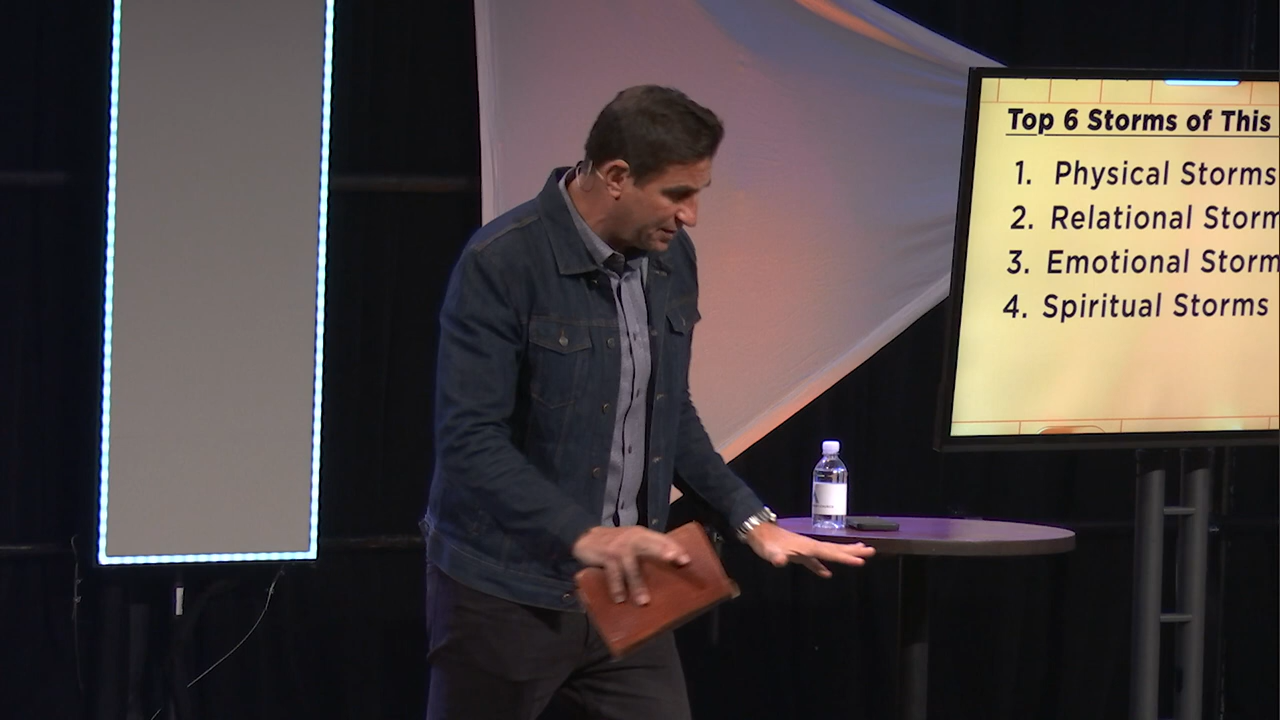 Top 6 Storms of This
1. Physical Storms
2. Relational Storm
3. Emotional Storm
4. Spiritual Storms